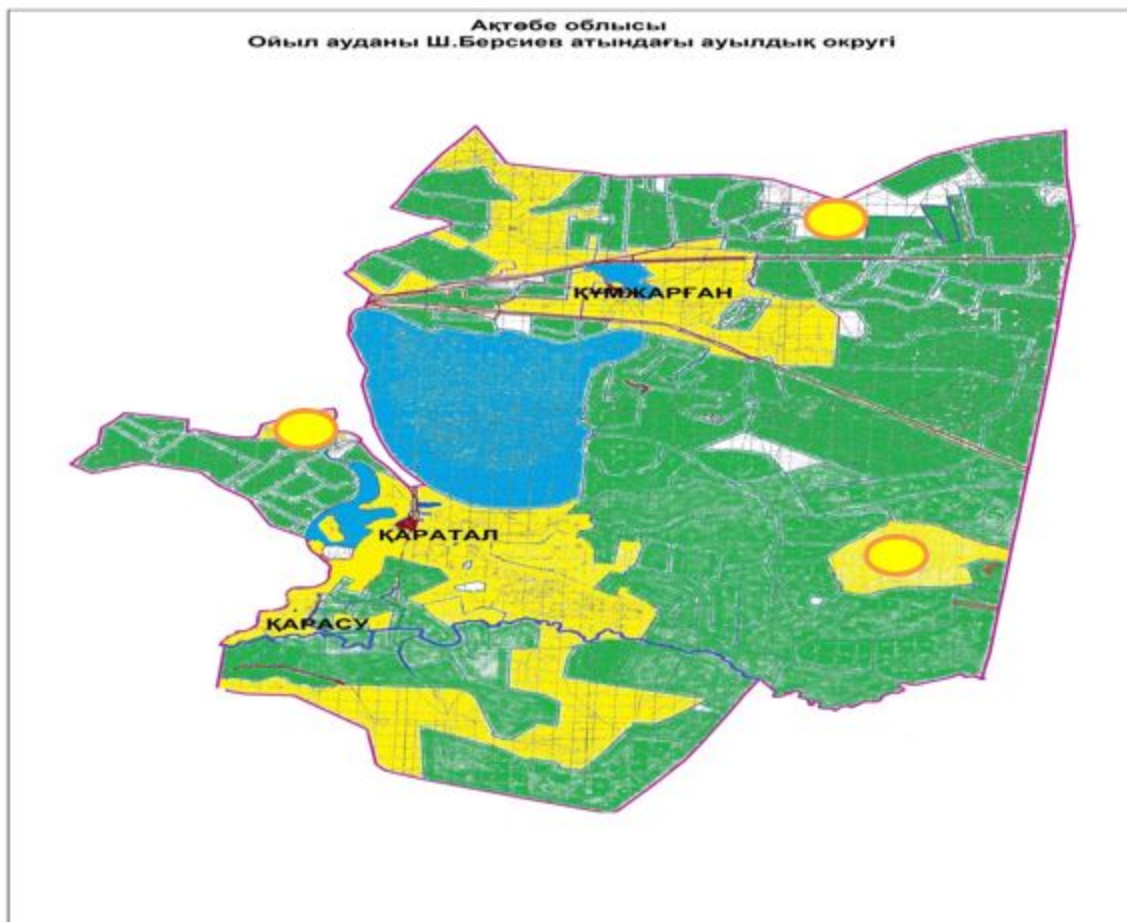 Ақтөбе облысы
Ойыл ауданы Ш.Берсиев атындағы ауылдық округі
ҚҰМЖАРҒАН
ҚАРАТАЛ
ҚАРАСУ